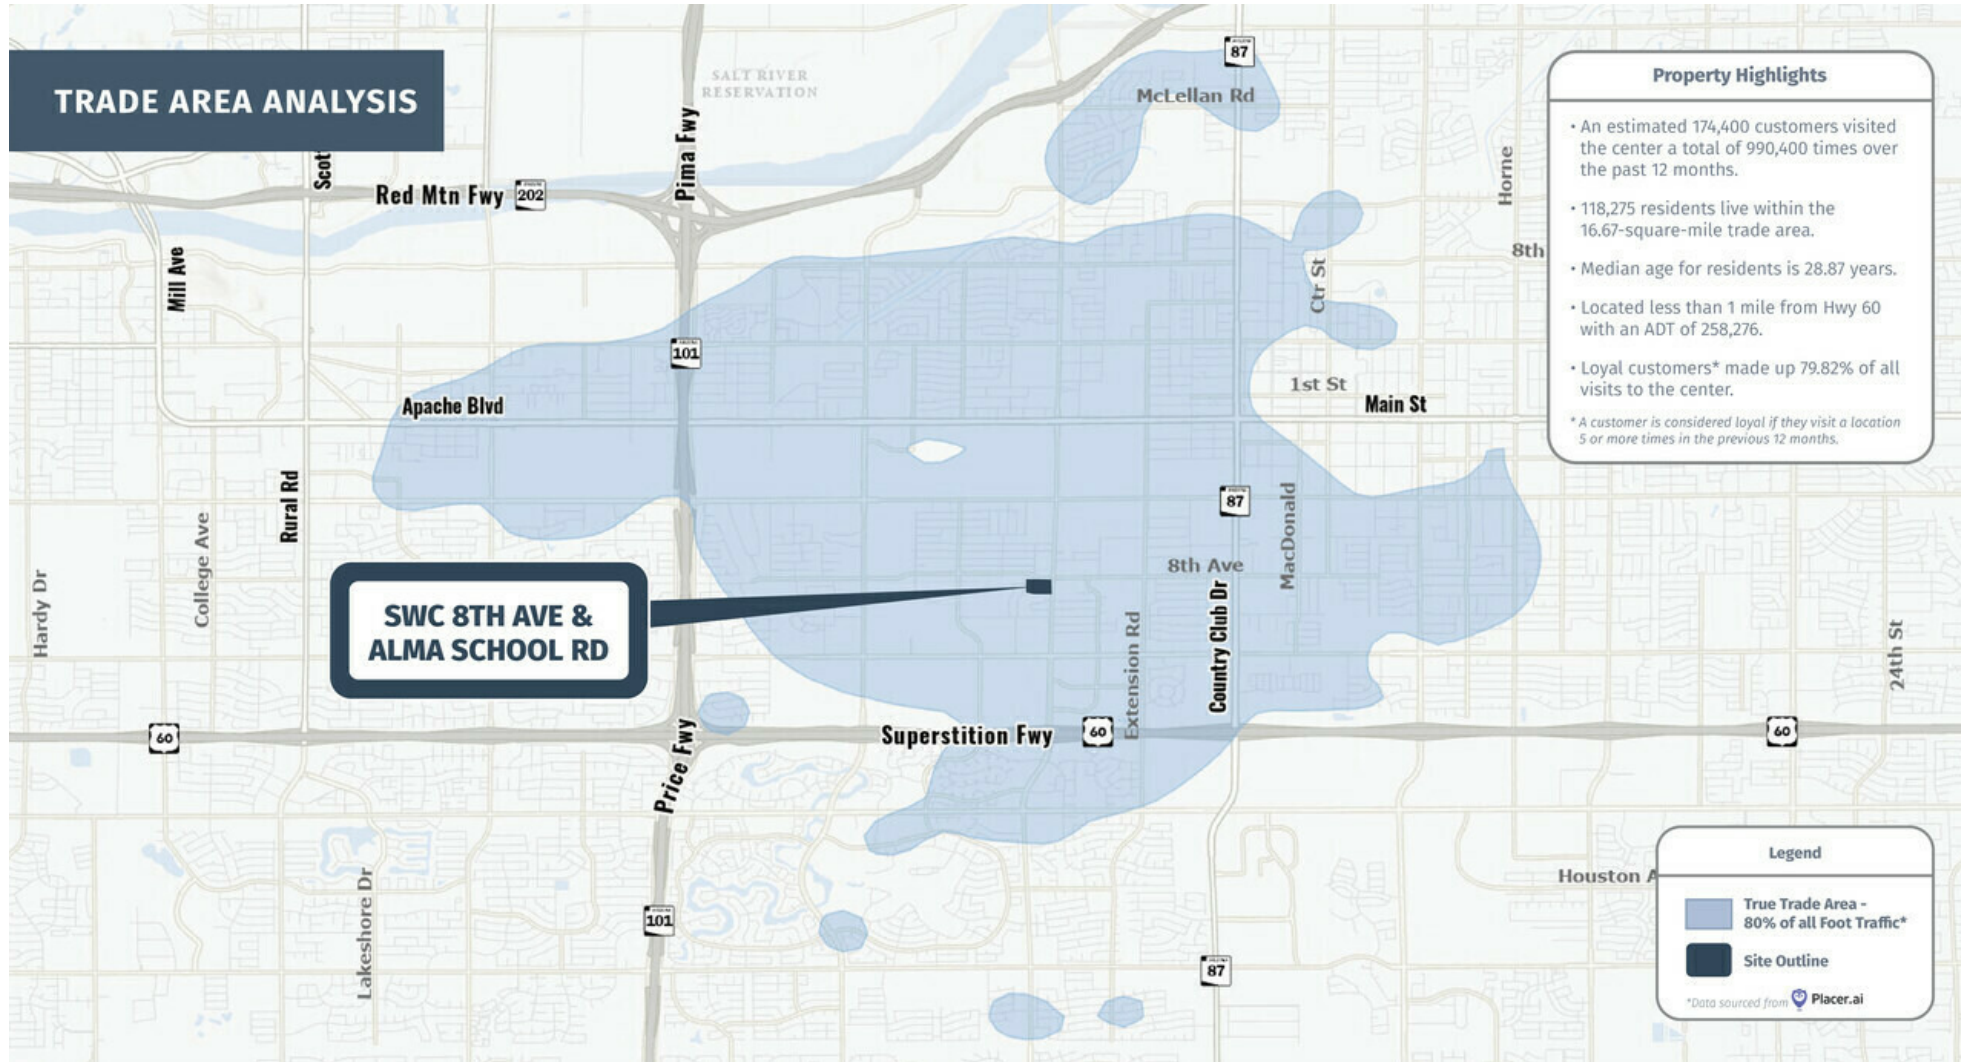 TRADE AREA ANALYSIS
Property Highlights
• An estimated 174,400 customers visited
the center a total of 990,400 times over
the past 12 months.
• 118,275 residents live within the
16.67-square-mile trade area.
• Median age for residents is 28.87 years.
• Located less than 1 mile from Hwy 60
with an ADT of 258,276.
• Loyal customers* made up 79.82% of all
visits to the center.
* A customer is considered loyal if they visit a location
5 or more times in the previous 12 months.
SALT RIVER
RESERVATION
87
McLellan Rd
Pima Fwy
Scot
Red Mtn Fwy
202
Horne
8th
Mill Ave
Ctr St
101
1st St
Apache Blvd
Main St
Rural Rd
College Ave
Hardy Dr
87
MacDonald
8th Ave
SWC 8TH AVE &
ALMA SCHOOL RD
Extension Rd
Country Club Dr
24th St
60
Superstition Fwy
60
60
Price Fwy
Lakeshore Dr
101
87
Houston A
Legend
True Trade Area -
80% of all Foot Traffic*
Site Outline
*Data sourced from Placer.ai